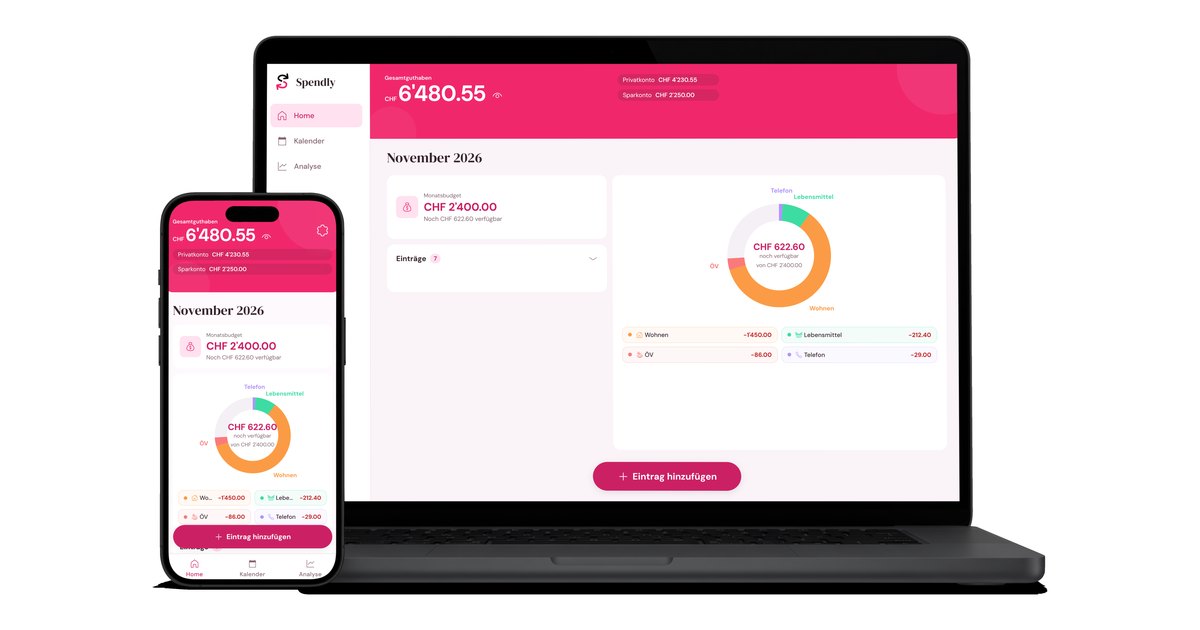 Spendly
Home
Kalender
Analyse
Gesamtguthaben
CHF 6'480.55
Privatkonto CHF 4'230.55
Sparkonto CHF 2'250.00
November 2026
Monatsbudget
CHF 2'400.00
Noch CHF 622.60 verfügbar
Einträge 7
Telefon
Lebensmittel
CHF 622.60
noch verfügbar
von CHF 2'400.00
ÖV
Wohnen
Wohnen -1'450.00
Lebensmittel -212.40
ÖV -86.00
Telefon -29.00
+ Eintrag hinzufügen
Gesamtguthaben
CHF 6'480.55
Privatkonto CHF 4'230.55
Sparkonto CHF 2'250.00
November 2026
Monatsbudget
CHF 2'400.00
Noch CHF 622.60 verfügbar
Telefon
Lebensmittel
CHF 622.60
noch verfügbar
von CHF 2'400.00
ÖV
Wohnen
Wo... -1'450.00
Lebe... -212.40
ÖV -86.00
Telefon -29.00
+ Eintrag hinzufügen
Home
Kalender
Analyse